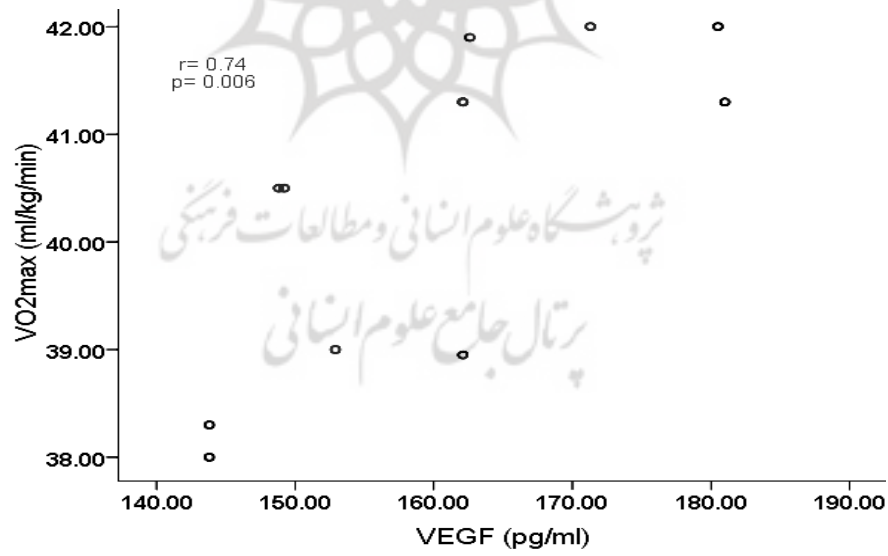 42.00
r= 0.74
p= 0.006
41.00
40.00
39.00
38.00
VO2max (ml/kg/min)
پژوهشگاه علوم انسانی و مطالعات فرهنگی
پرتال جامع علوم انسانی
140.00 150.00 160.00 170.00 180.00 190.00
VEGF (pg/ml)